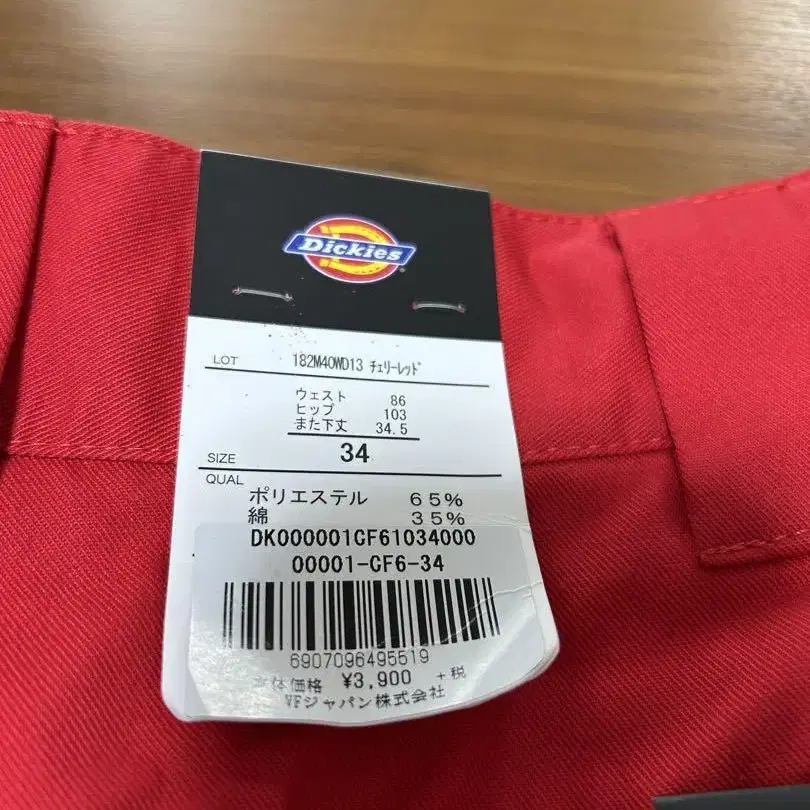 Dickies
LOT 182M40WD13 チェリーレッド
ウェスト 86
ヒップ 103
また下丈 34.5
SIZE 34
QUAL
ポリエステル 65%
綿 35%
DK000001CF61034000
00001-CF6-34
6907096495519
本体価格 ¥3,900 +税
VFジャパン株式会社